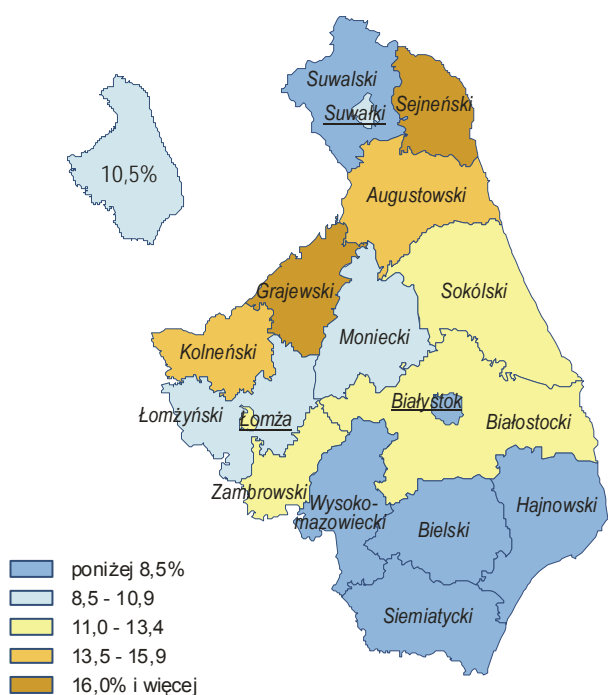 Suwalski
Suwałki
Sejneński
10,5%
Augustowski
Grajewski
Sokólski
Moniecki
Kolneński
Łomżyński
Łomża
Białystok
Białostocki
Zambrowski
Wysoko-
mazowiecki
Hajnowski
Bielski
Siemiatycki
poniżej 8,5%
8,5 - 10,9
11,0 - 13,4
13,5 - 15,9
16,0% i więcej